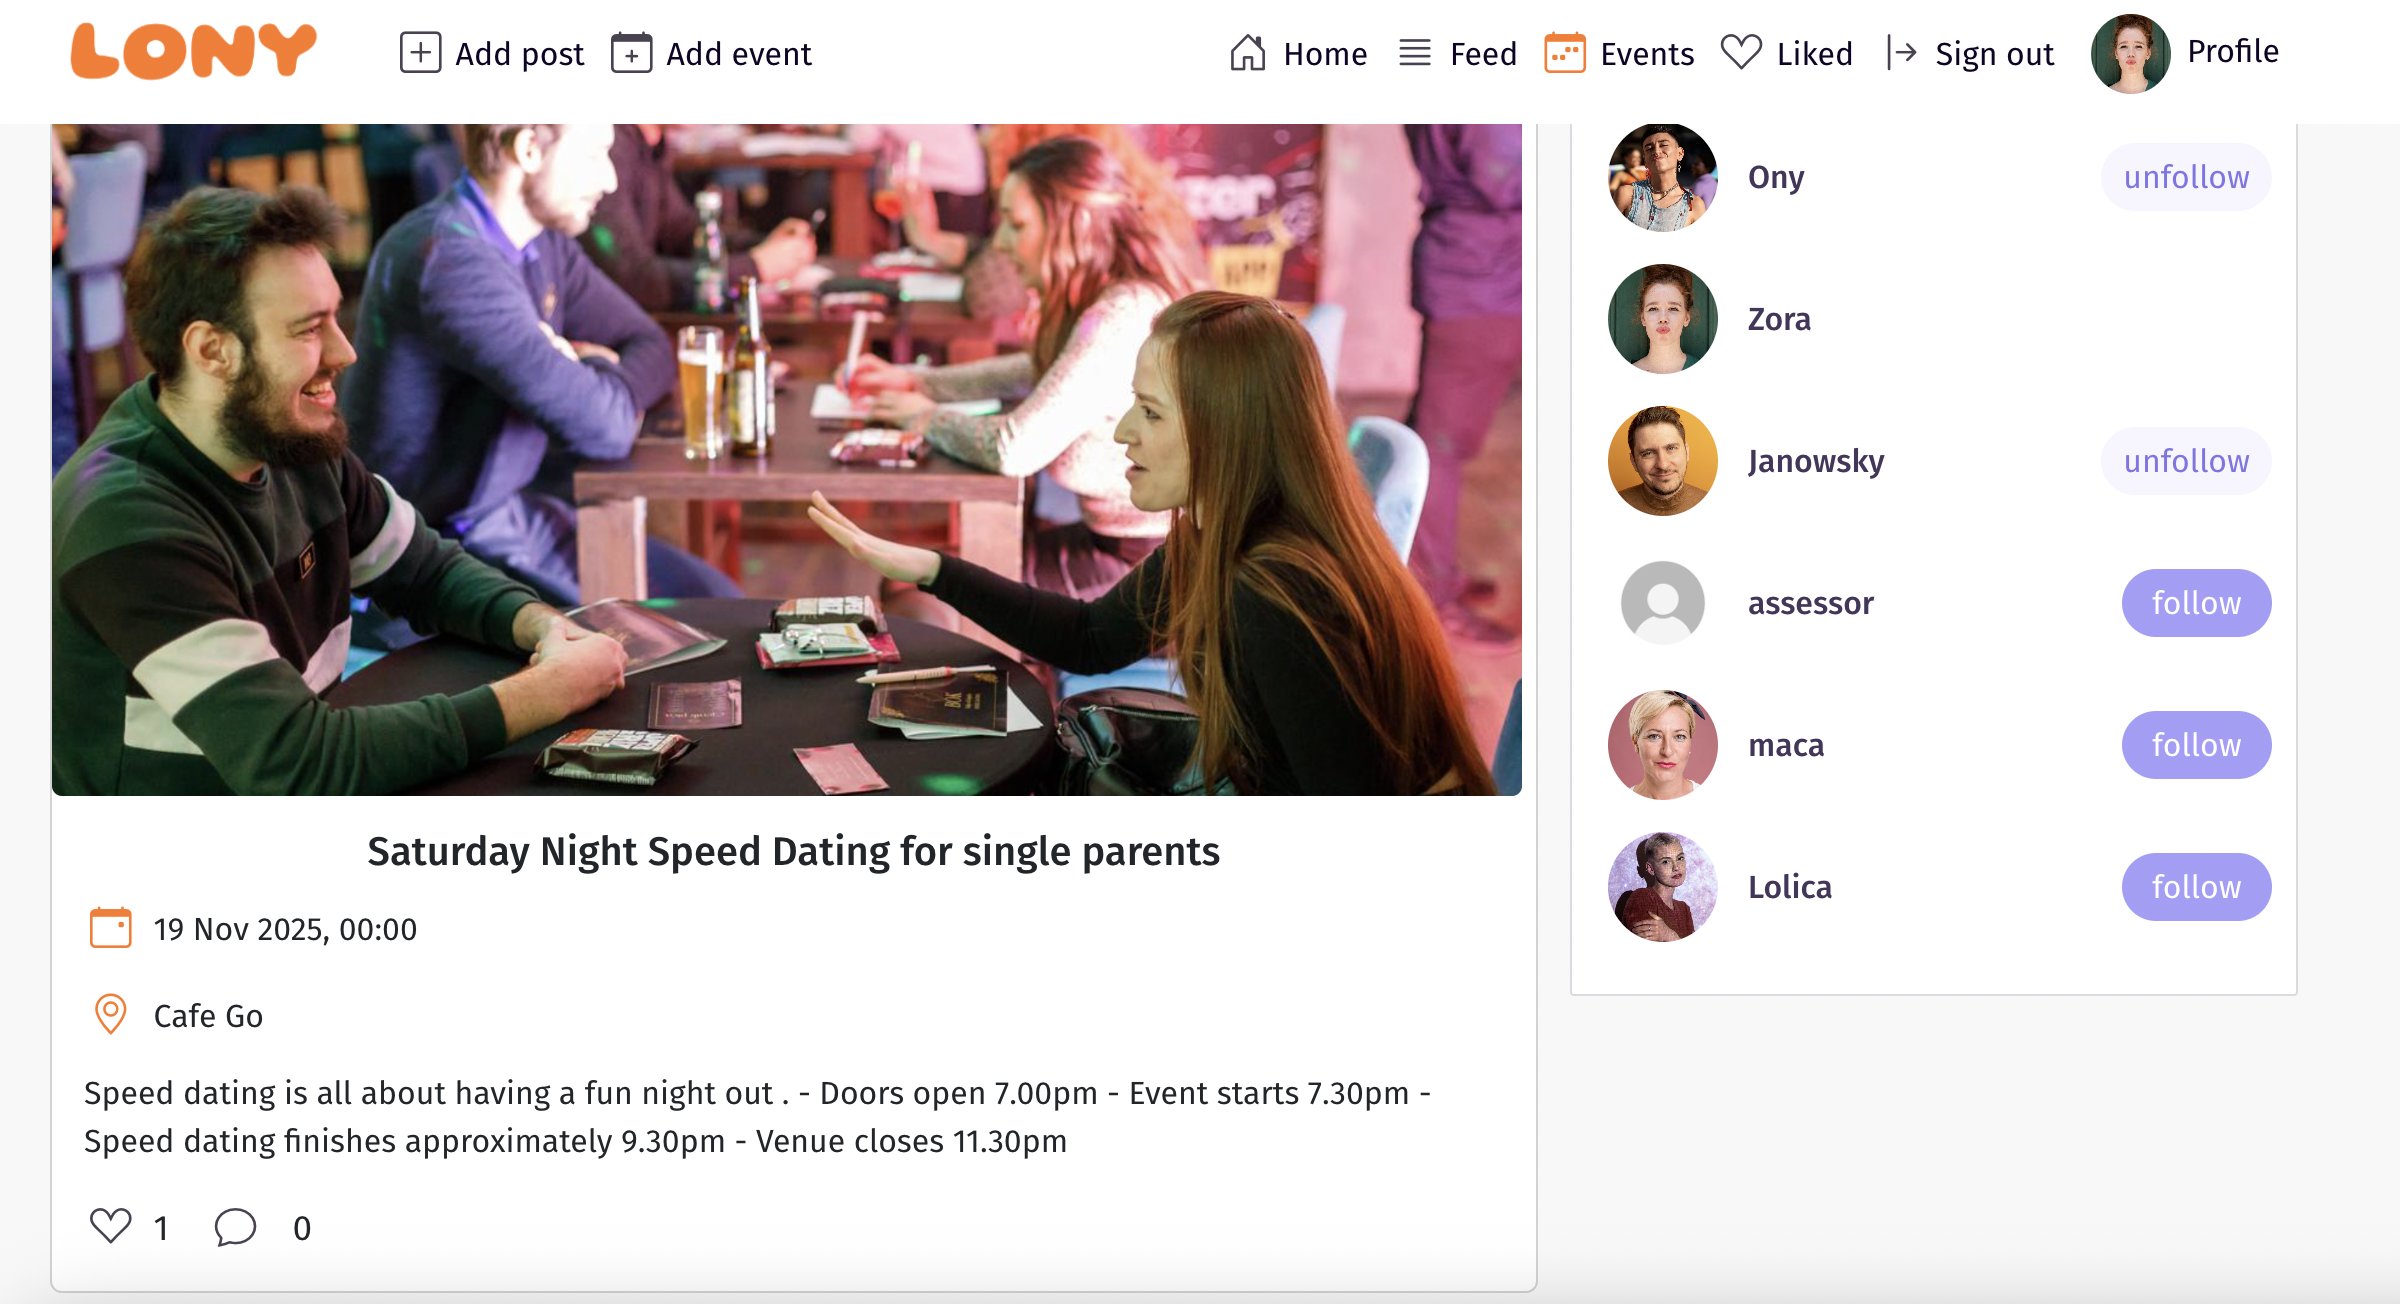 LONY
Add post
Add event
Home
Feed
Events
Liked
Sign out
Profile
Ony
unfollow
Zora
Janowsky
unfollow
assessor
follow
maca
follow
Lolica
follow
Saturday Night Speed Dating for single parents
19 Nov 2025, 00:00
Cafe Go
Speed dating is all about having a fun night out . - Doors open 7.00pm - Event starts 7.30pm -
Speed dating finishes approximately 9.30pm - Venue closes 11.30pm
1
0